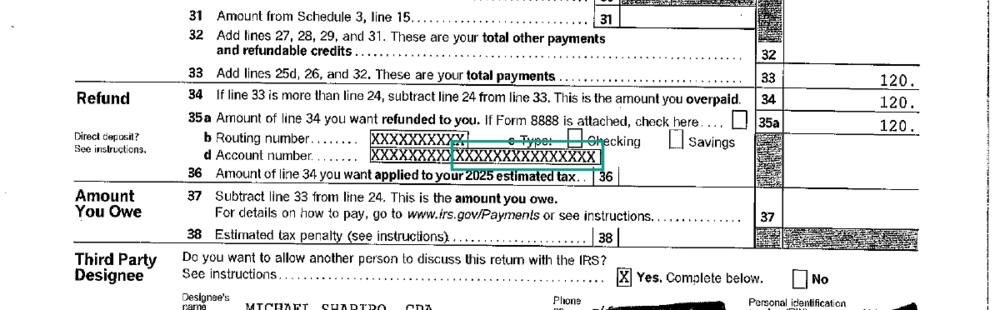 31 Amount from Schedule 3, line 15. 31
32 Add lines 27, 28, 29, and 31. These are your total other payments
and refundable credits 32
33 Add lines 25d, 26, and 32. These are your total payments 33 120.
Refund 34 If line 33 is more than line 24, subtract line 24 from line 33. This is the amount you overpaid. 34 120.
35a Amount of line 34 you want refunded to you. If Form 8888 is attached, check here 35a 120.
Direct deposit? b Routing number XXXXXXXXXX c Type: Checking Savings
See instructions. d Account number XXXXXXXXXXXXXXXXXXXXXXXXX
36 Amount of line 34 you want applied to your 2025 estimated tax 36
Amount 37 Subtract line 33 from line 24. This is the amount you owe.
You Owe For details on how to pay, go to www.irs.gov/Payments or see instructions. 37
38 Estimated tax penalty (see instructions) 38
Third Party Do you want to allow another person to discuss this return with the IRS?
Designee See instructions X Yes. Complete below. No
Designee's Phone Personal identification
name MICHAEL SHAPIRO, CPA